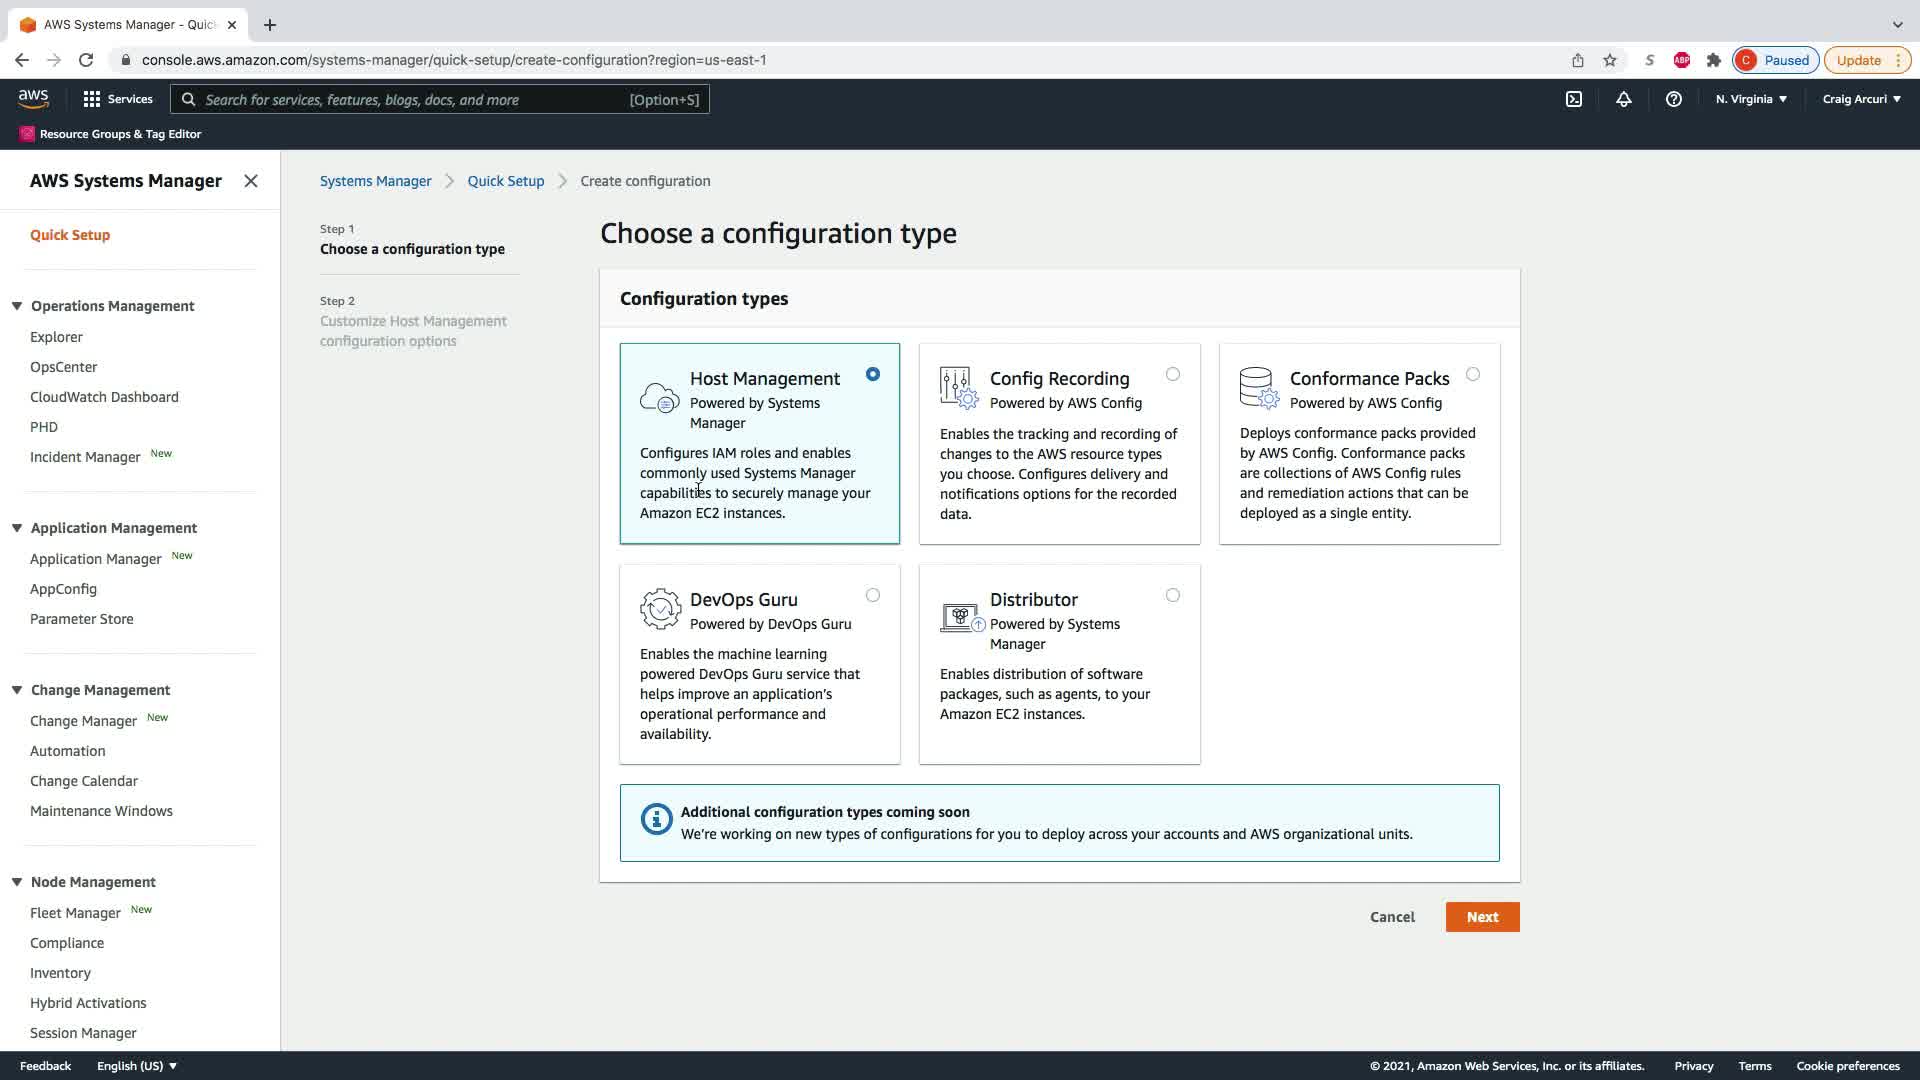 AWS Systems Manager - Quic
console.aws.amazon.com/systems-manager/quick-setup/create-configuration?region=us-east-1
S
ABP
C
Paused
Update
aws
Services
Search for services, features, blogs, docs, and more
[Option+S]
N. Virginia
Craig Arcuri
Resource Groups & Tag Editor
AWS Systems Manager
Quick Setup
Operations Management
Explorer
OpsCenter
CloudWatch Dashboard
PHD
Incident Manager New
Application Management
Application Manager New
AppConfig
Parameter Store
Change Management
Change Manager New
Automation
Change Calendar
Maintenance Windows
Node Management
Fleet Manager New
Compliance
Inventory
Hybrid Activations
Session Manager
Systems Manager
Quick Setup
Create configuration
Step 1
Choose a configuration type
Step 2
Customize Host Management
configuration options
Choose a configuration type
Configuration types
Host Management
Powered by Systems
Manager
Configures IAM roles and enables
commonly used Systems Manager
capabilities to securely manage your
Amazon EC2 instances.
Config Recording
Powered by AWS Config
Enables the tracking and recording of
changes to the AWS resource types
you choose. Configures delivery and
notifications options for the recorded
data.
Conformance Packs
Powered by AWS Config
Deploys conformance packs provided
by AWS Config. Conformance packs
are collections of AWS Config rules
and remediation actions that can be
deployed as a single entity.
DevOps Guru
Powered by DevOps Guru
Enables the machine learning
powered DevOps Guru service that
helps improve an application's
operational performance and
availability.
Distributor
Powered by Systems
Manager
Enables distribution of software
packages, such as agents, to your
Amazon EC2 instances.
Additional configuration types coming soon
We're working on new types of configurations for you to deploy across your accounts and AWS organizational units.
Cancel
Next
Feedback
English (US)
© 2021, Amazon Web Services, Inc. or its affiliates.
Privacy
Terms
Cookie preferences